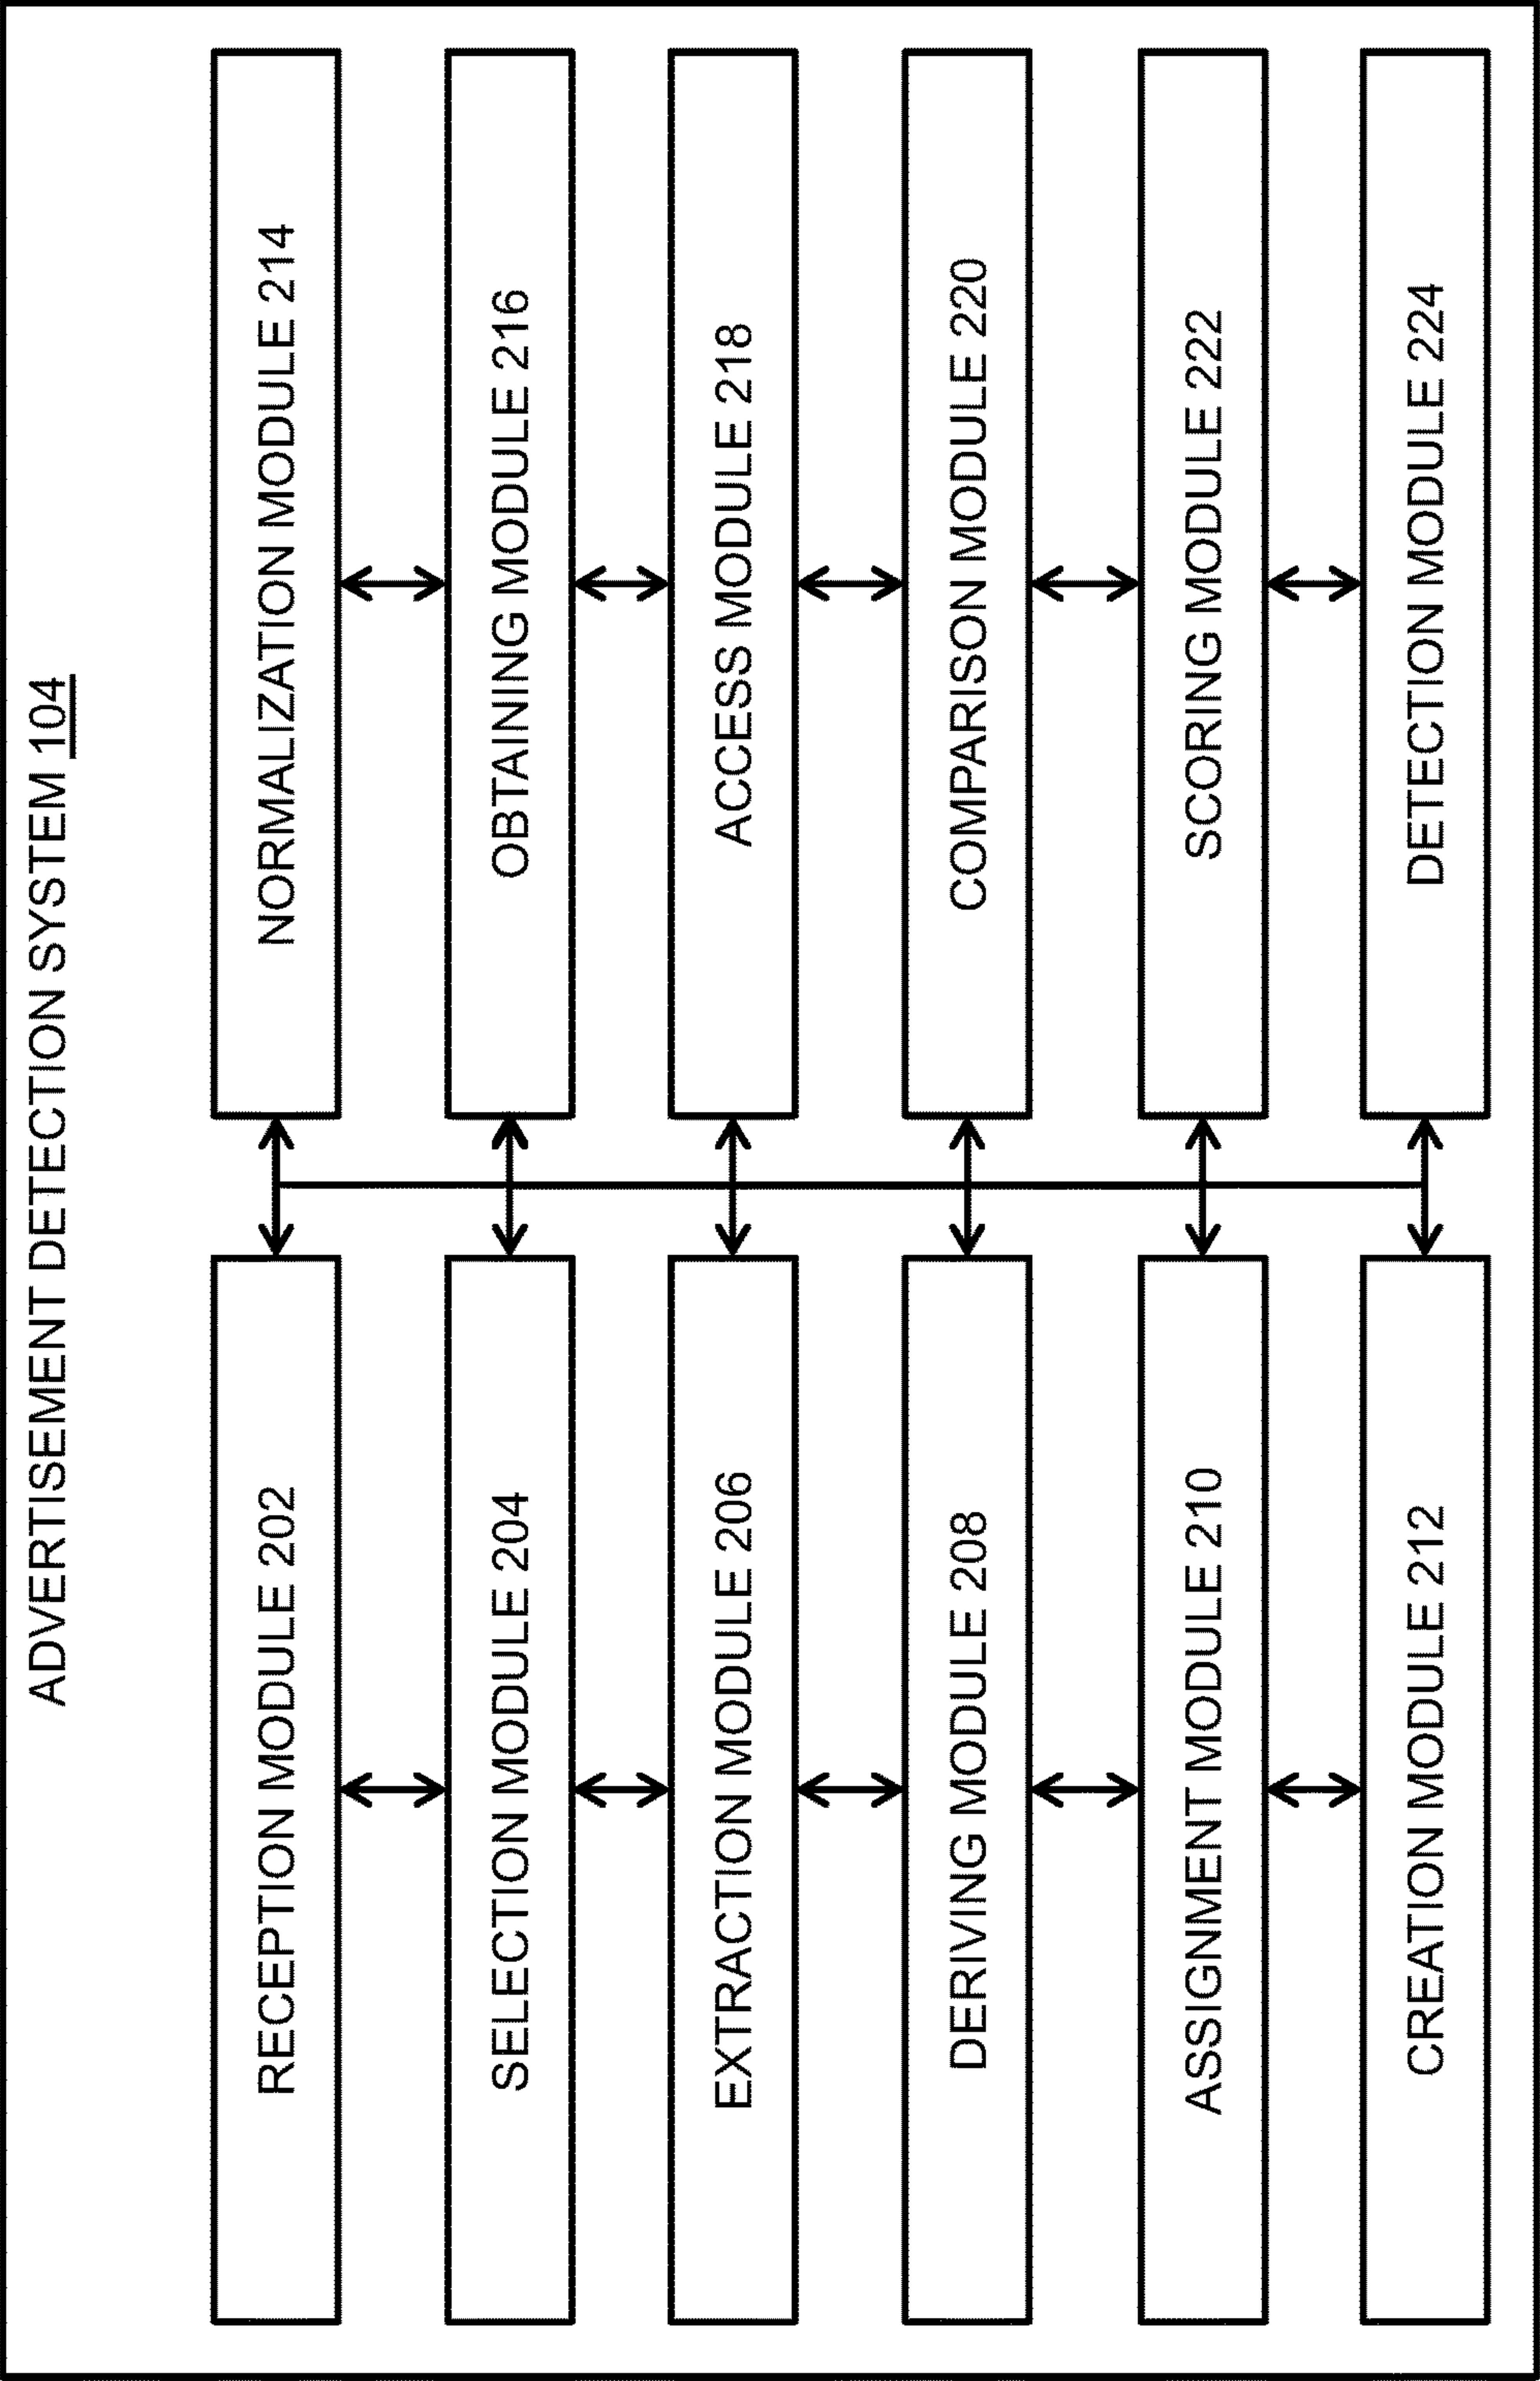 ADVERTISEMENT DETECTION SYSTEM 104
RECEPTION MODULE 202
SELECTION MODULE 204
EXTRACTION MODULE 206
DERIVING MODULE 208
ASSIGNMENT MODULE 210
CREATION MODULE 212
NORMALIZATION MODULE 214
OBTAINING MODULE 216
ACCESS MODULE 218
COMPARISON MODULE 220
SCORING MODULE 222
DETECTION MODULE 224